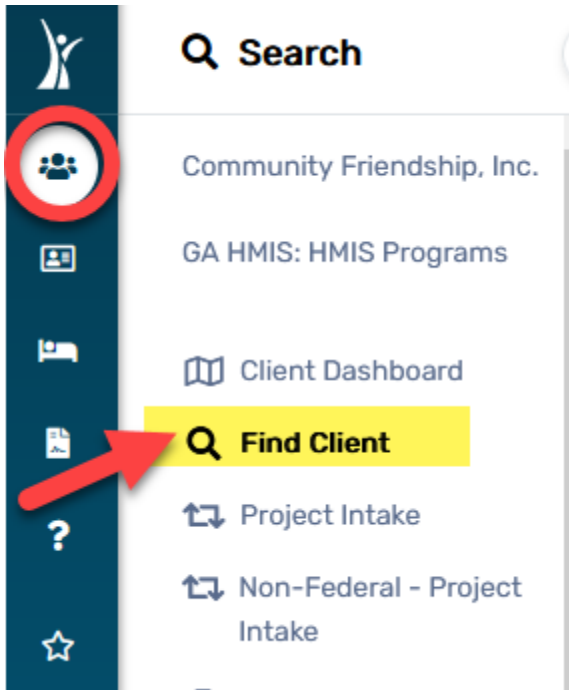 Search
Community Friendship, Inc.
GA HMIS: HMIS Programs
Client Dashboard
Find Client
Project Intake
Non-Federal - Project
Intake
?